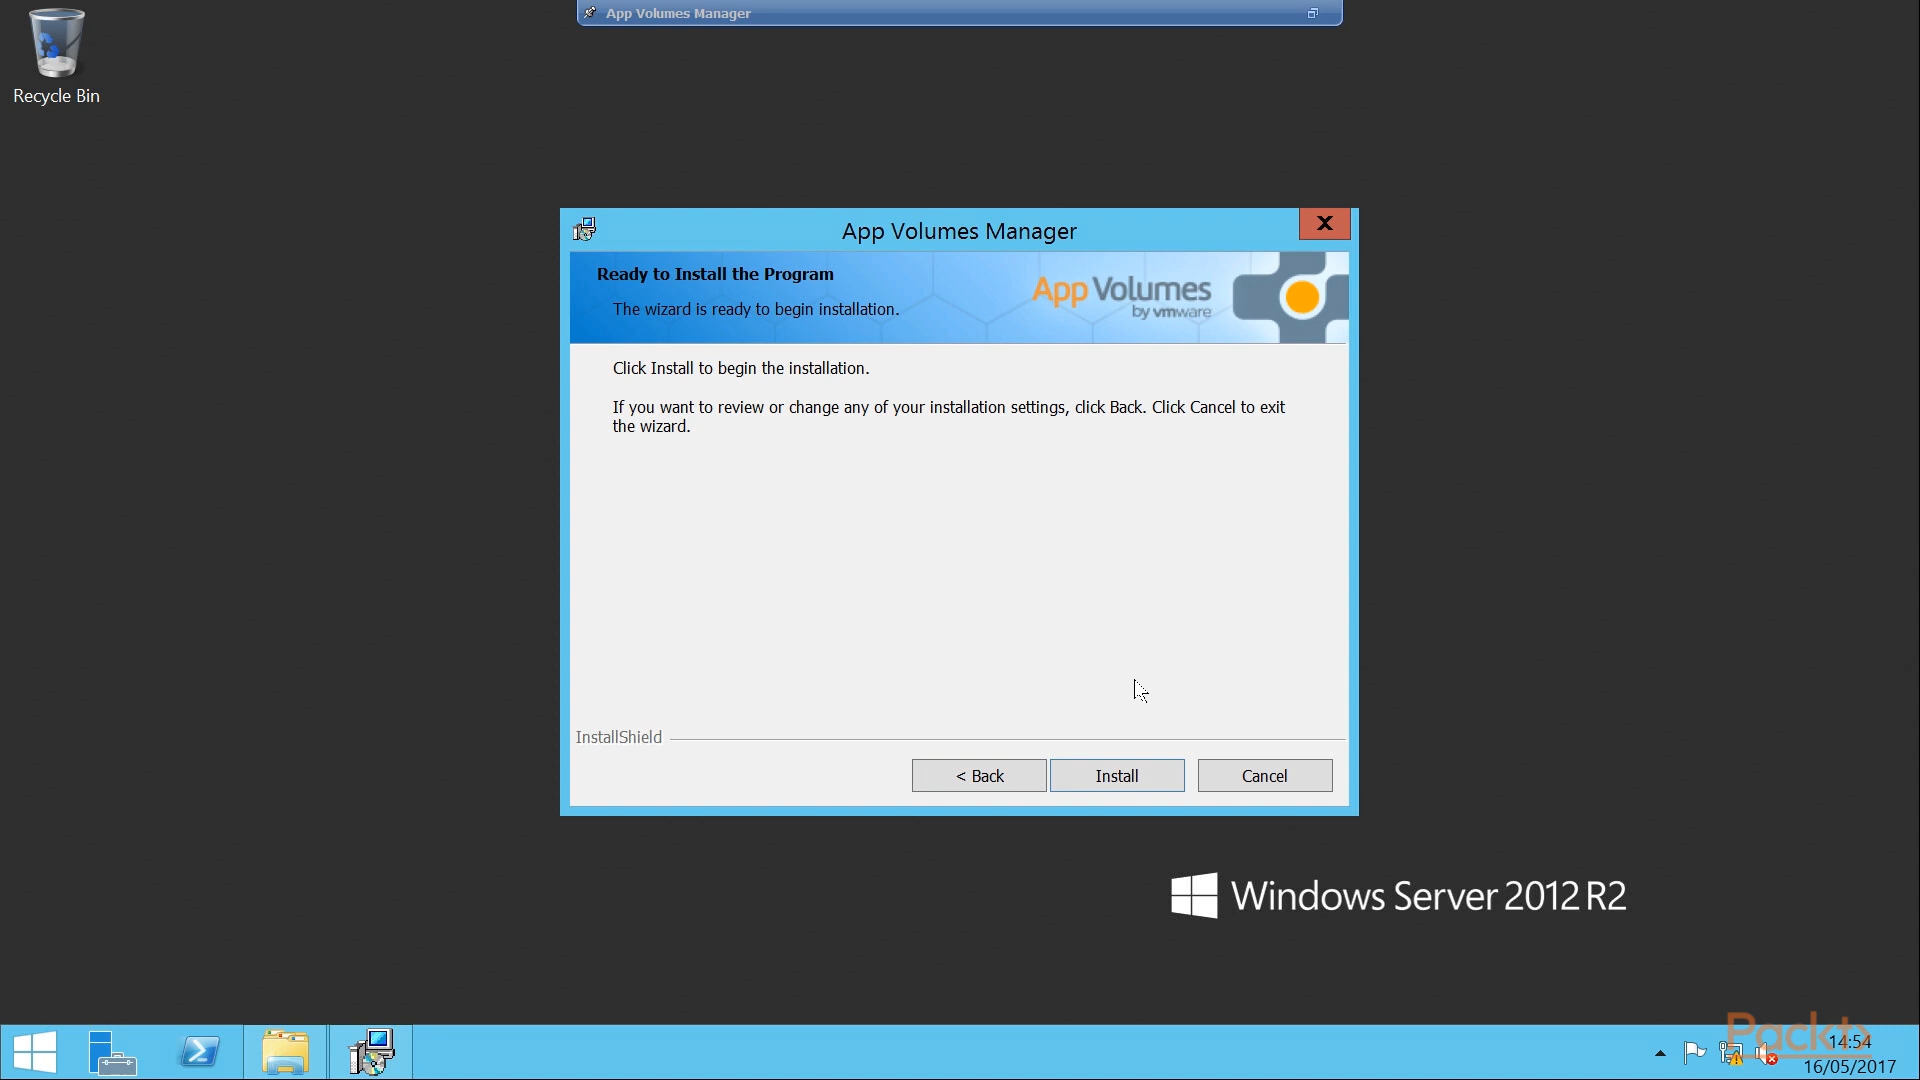 App Volumes Manager
Recycle Bin
App Volumes Manager
X
Ready to Install the Program
The wizard is ready to begin installation.
App Volumes
by vmware
Click Install to begin the installation.
If you want to review or change any of your installation settings, click Back. Click Cancel to exit
the wizard.
InstallShield
< Back
Install
Cancel
Windows Server 2012 R2
Packt>
14:54
16/05/2017